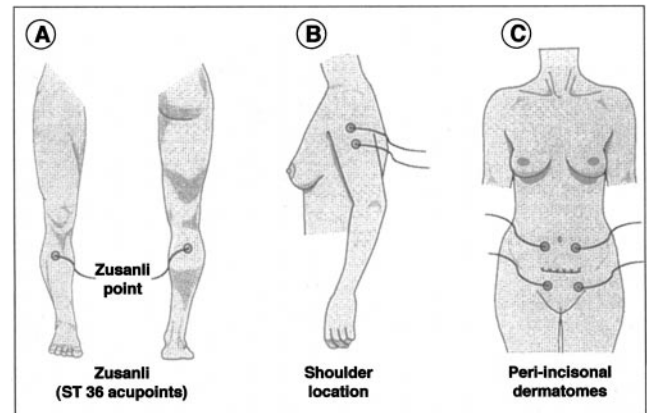 A
B
C
Zusanli
point
Zusanli
(ST 36 acupoints)
Shoulder
location
Peri-incisonal
dermatomes